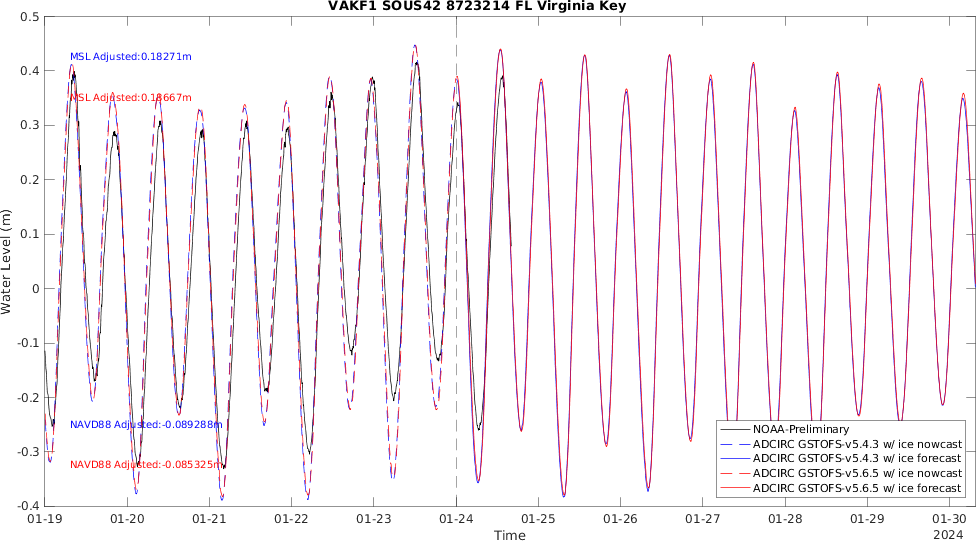 VAKF1 SOUS42 8723214 FL Virginia Key
0.5
0.4
0.3
0.2
0.1
0
-0.1
-0.2
-0.3
-0.4
Water Level (m)
MSL Adjusted:0.18271m
MSL Adjusted:0.18667m
NAVD88 Adjusted:-0.089288m
NAVD88 Adjusted:-0.085325m
NOAA-Preliminary
ADCIRC GSTOFS-v5.4.3 w/ ice nowcast
ADCIRC GSTOFS-v5.4.3 w/ ice forecast
ADCIRC GSTOFS-v5.6.5 w/ ice nowcast
ADCIRC GSTOFS-v5.6.5 w/ ice forecast
01-19 01-20 01-21 01-22 01-23 01-24 01-25 01-26 01-27 01-28 01-29 01-30
Time
2024